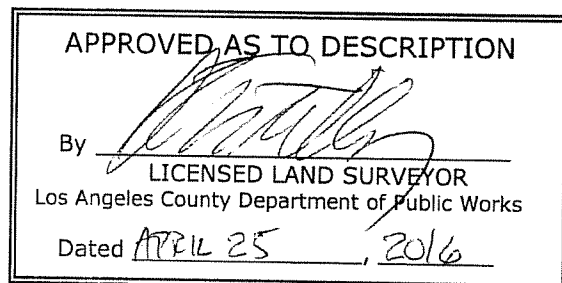 APPROVED AS TO DESCRIPTION
By
LICENSED LAND SURVEYOR
Los Angeles County Department of Public Works
Dated APRIL 25, 2016